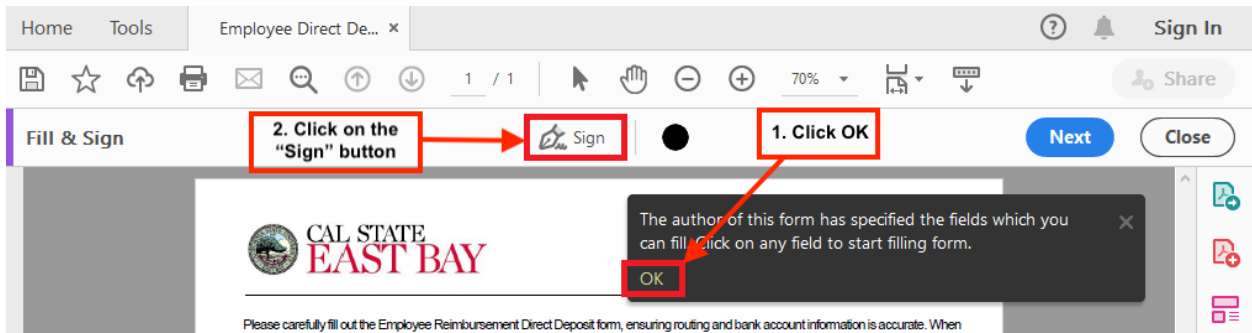 Home Tools Employee Direct De... × ? Sign In
1 / 1 70% Share
Fill & Sign
2. Click on the
“Sign” button
Sign
1. Click OK
Next Close
The author of this form has specified the fields which you
can fill. Click on any field to start filling form.
OK
CAL STATE
EAST BAY
Please carefully fill out the Employee Reimbursement Direct Deposit form, ensuring routing and bank account information is accurate. When